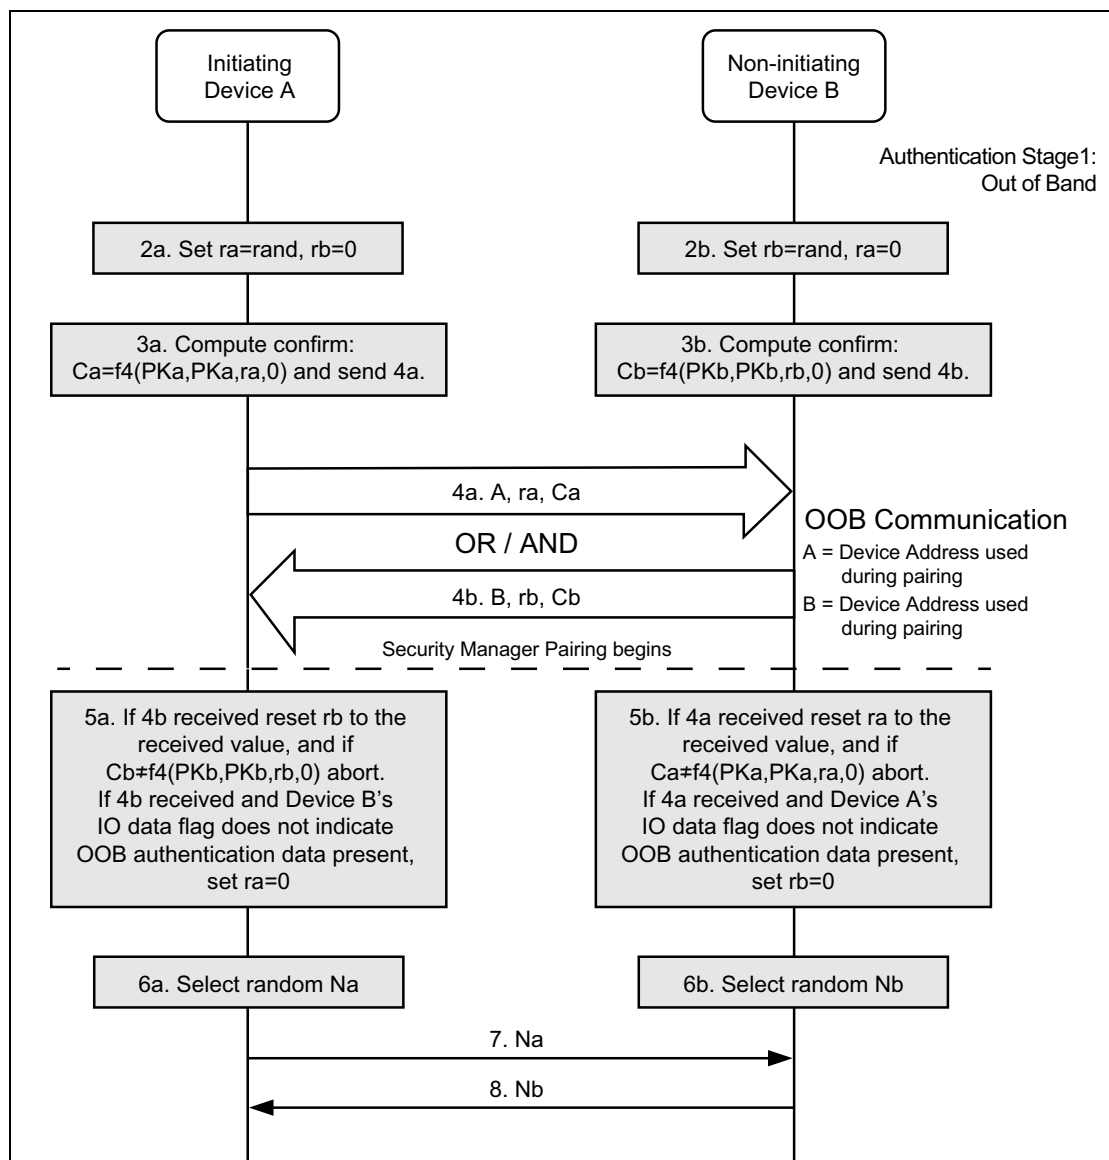 Initiating
Device A
Non-initiating
Device B
Authentication Stage1:
Out of Band
2a. Set ra=rand, rb=0
2b. Set rb=rand, ra=0
3a. Compute confirm:
Ca=f4(PKa,PKa,ra,0) and send 4a.
3b. Compute confirm:
Cb=f4(PKb,PKb,rb,0) and send 4b.
4a. A, ra, Ca
OR / AND
4b. B, rb, Cb
OOB Communication
A = Device Address used
during pairing
B = Device Address used
during pairing
Security Manager Pairing begins
5a. If 4b received reset rb to the
received value, and if
Cb≠f4(PKb,PKb,rb,0) abort.
If 4b received and Device B’s
IO data flag does not indicate
OOB authentication data present,
set ra=0
5b. If 4a received reset ra to the
received value, and if
Ca≠f4(PKa,PKa,ra,0) abort.
If 4a received and Device A’s
IO data flag does not indicate
OOB authentication data present,
set rb=0
6a. Select random Na
6b. Select random Nb
7. Na
8. Nb